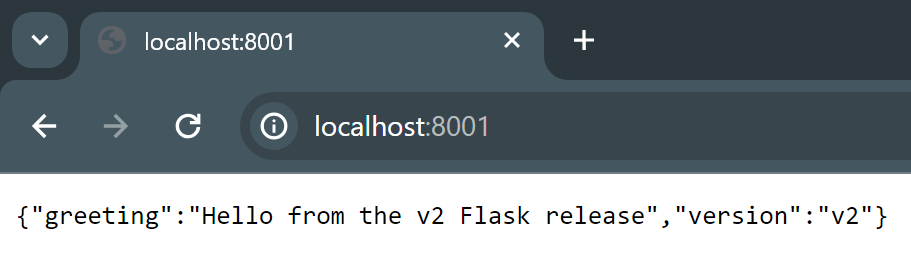 localhost:8001
localhost:8001
{"greeting":"Hello from the v2 Flask release","version":"v2"}